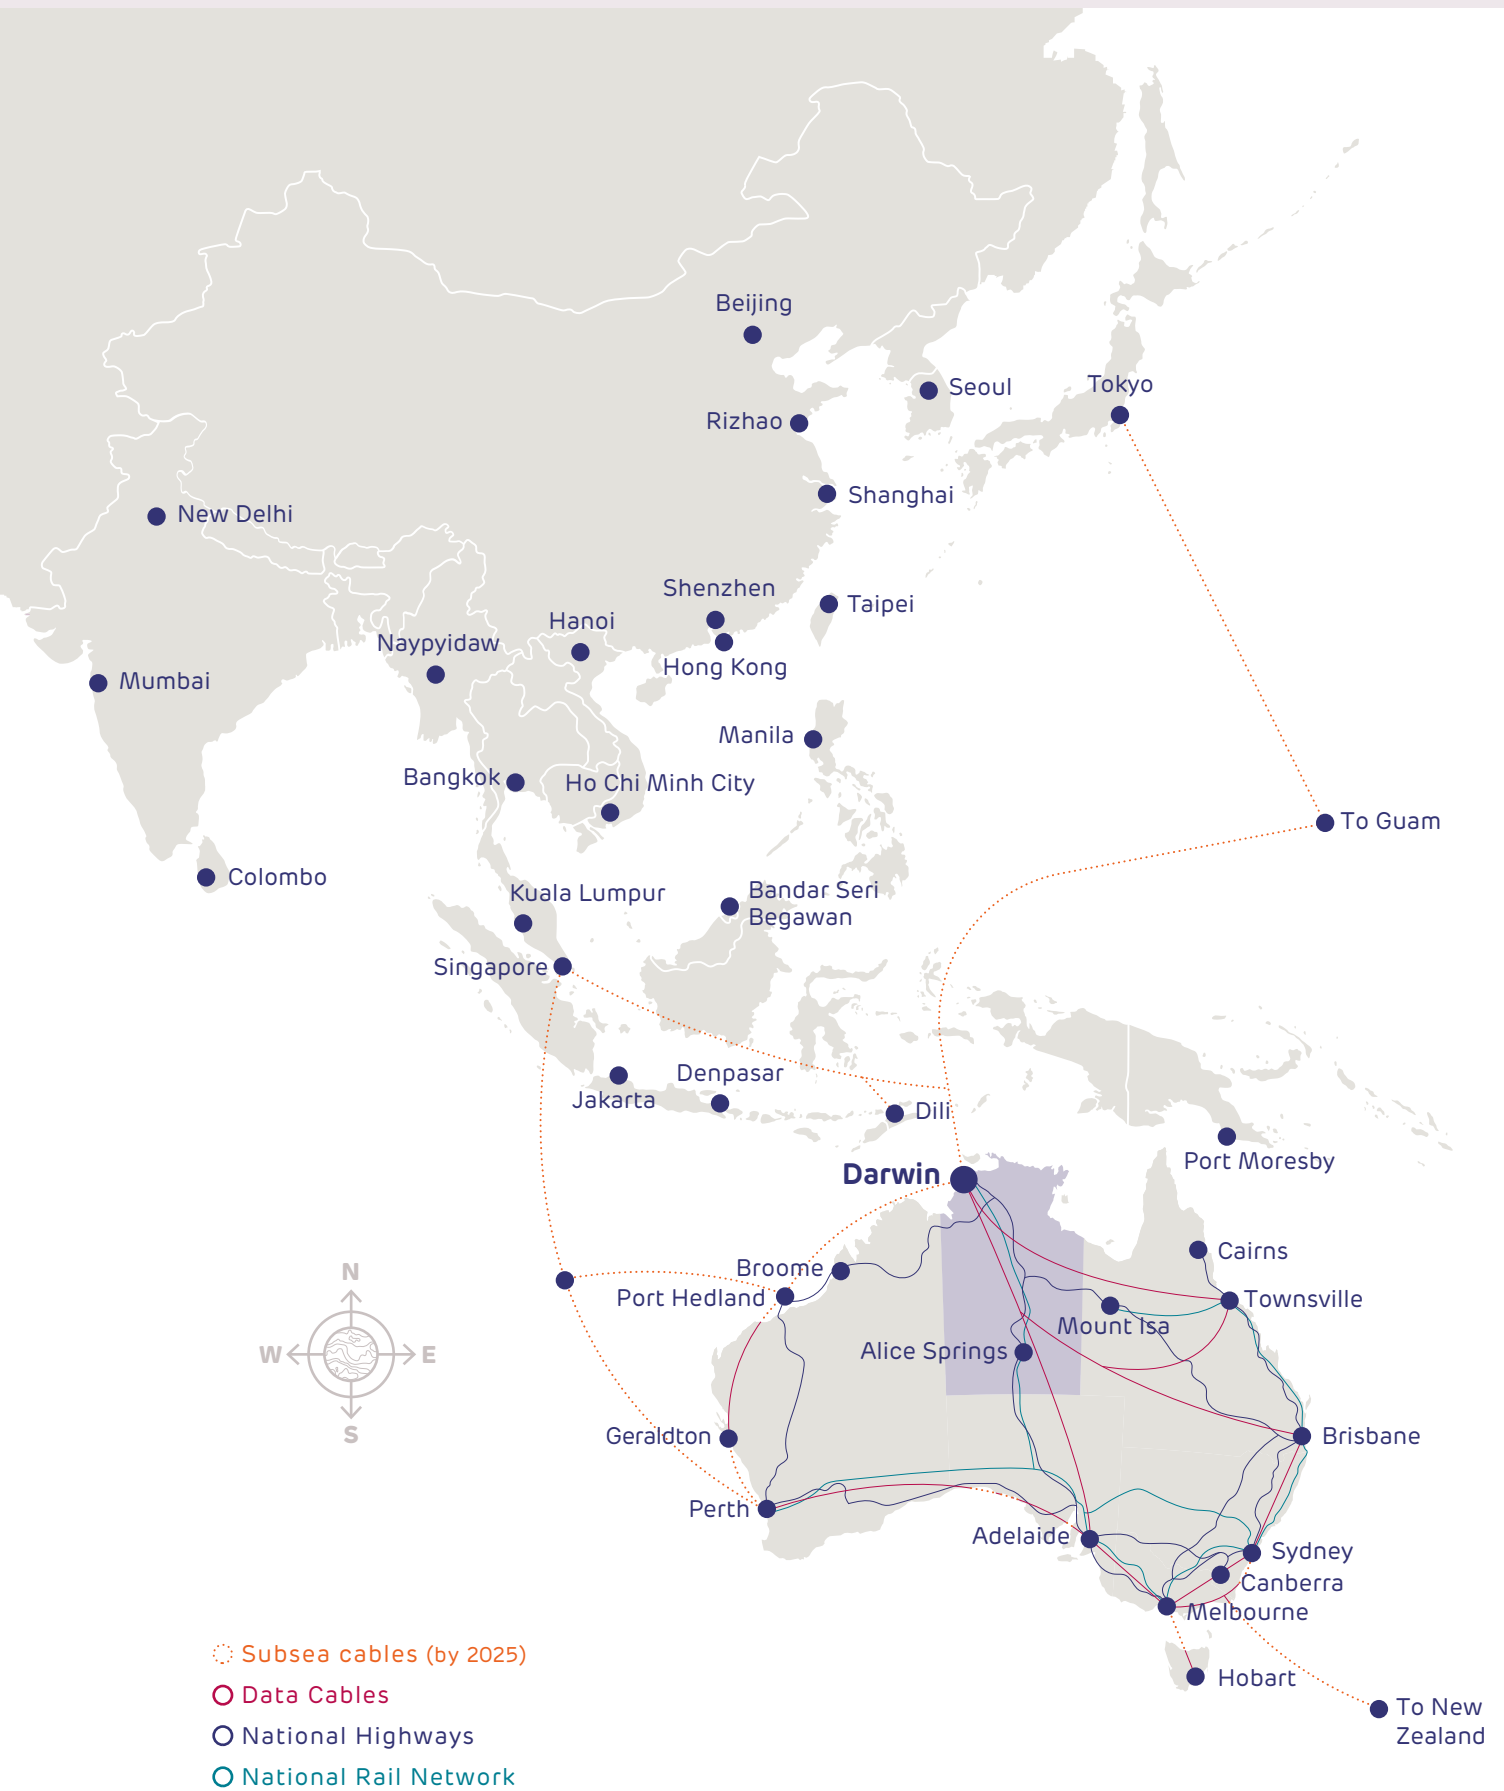 Beijing
Seoul
Tokyo
Rizhao
Shanghai
New Delhi
Shenzhen
Taipei
Hanoi
Naypyidaw
Hong Kong
Mumbai
Manila
Bangkok
Ho Chi Minh City
To Guam
Colombo
Kuala Lumpur
Bandar Seri
Begawan
Singapore
Denpasar
Jakarta
Dili
Port Moresby
Darwin
Cairns
Broome
Port Hedland
Townsville
Mount Isa
Alice Springs
N
W
E
S
Geraldton
Brisbane
Perth
Adelaide
Sydney
Canberra
Melbourne
Hobart
To New
Zealand
Subsea cables (by 2025)
Data Cables
National Highways
National Rail Network